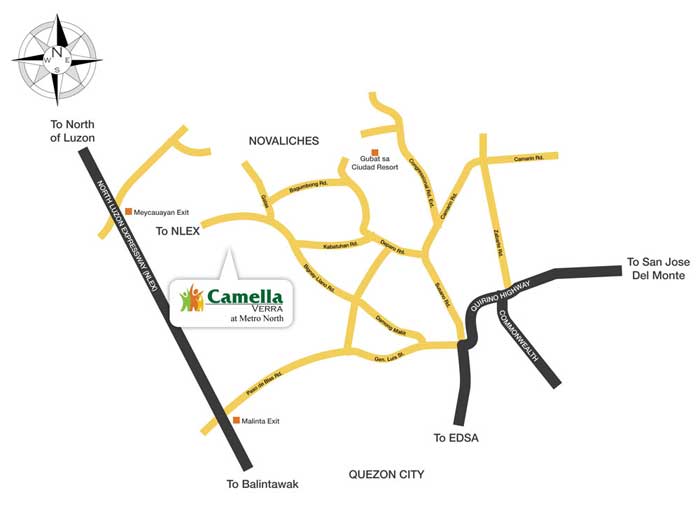 N
W
E
S
To North
of Luzon
NOVALICHES
Gubat sa
Ciudad Resort
Congressional Rd. Ext.
Camarin Rd.
Camarin Rd.
Zabarte Rd.
Bagumbong Rd.
NORTH LUZON EXPRESSWAY (NLEX)
Meycauayan Exit
To NLEX
Kabatuhan Rd.
Deparo Rd.
Bignay-Llano Rd.
Susano Rd.
To San Jose
Del Monte
QUIRINO HIGHWAY
COMMONWEALTH
Camella
VERRA
at Metro North
Damong Maliit
Gen. Luis St.
Paso de Blas Rd.
Malinta Exit
To EDSA
To Balintawak
QUEZON CITY